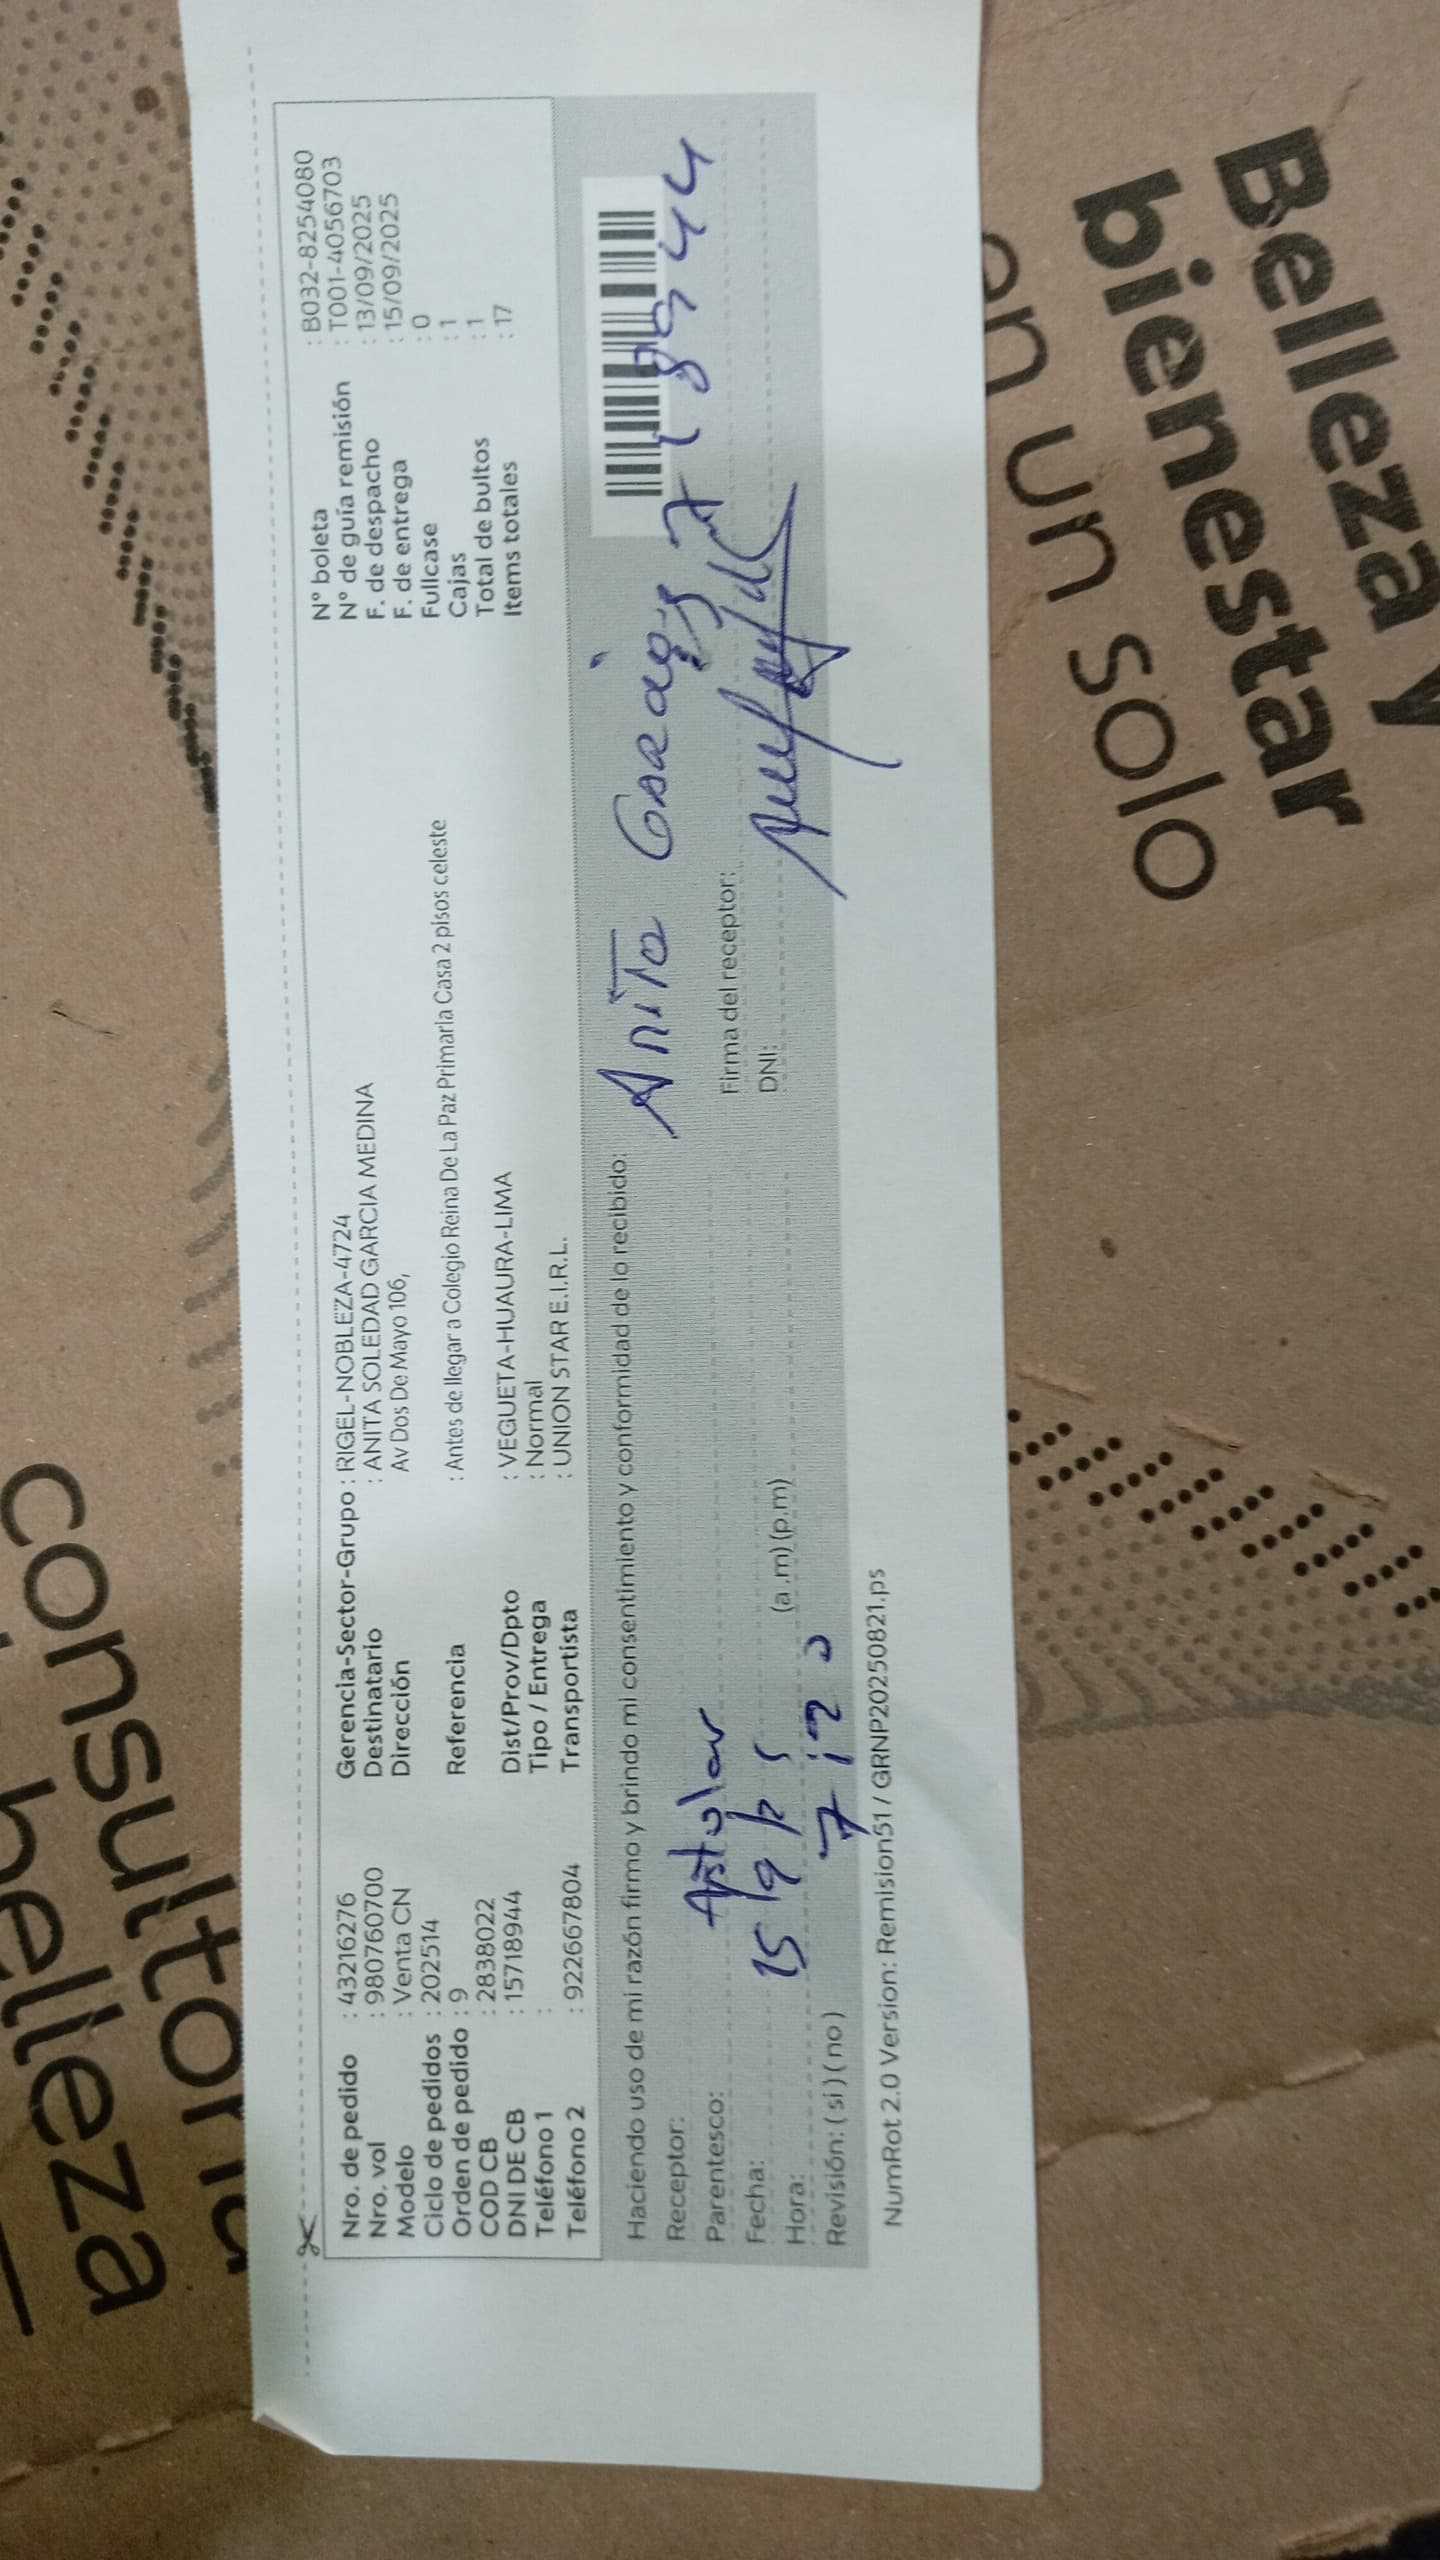 Nro. de pedido : 43216276 Gerencia-Sector-Grupo : RIGEL-NOBLEZA-4724 N° boleta : B032-8254080
Nro. vol : 980760700 Destinatario : ANITA SOLEDAD GARCIA MEDINA N° de guía remisión : T001-4056703
Modelo : Venta CN Dirección Av Dos De Mayo 106, F. de despacho : 13/09/2025
Ciclo de pedidos : 202514 F. de entrega : 15/09/2025
Orden de pedido : 9 Referencia : Antes de llegar a Colegio Reina De La Paz Primaria Casa 2 pisos celeste Fullcase : 0
COD CB : 2838022 Cajas : 1
DNI DE CB : 15718944 Dist/Prov/Dpto : VEGUETA-HUAURA-LIMA Total de bultos : 1
Teléfono 1 : Tipo / Entrega : Normal Items totales : 17
Teléfono 2 : 922667804 Transportista : UNION STAR E.I.R.L.
Haciendo uso de mi razón firmo y brindo mi consentimiento y conformidad de lo recibido:
Anita
Receptor:
Parentesco: Firma del receptor:
Fecha: 15/9/25 DNI: 15718944
Hora: 7:20 (a.m) (p.m)
Revisión: ( si ) ( no )
NumRot 2.0 Version: Remision51 / GRNP20250821.ps
consultoría
belleza
Belleza y
bienestar
en un solo